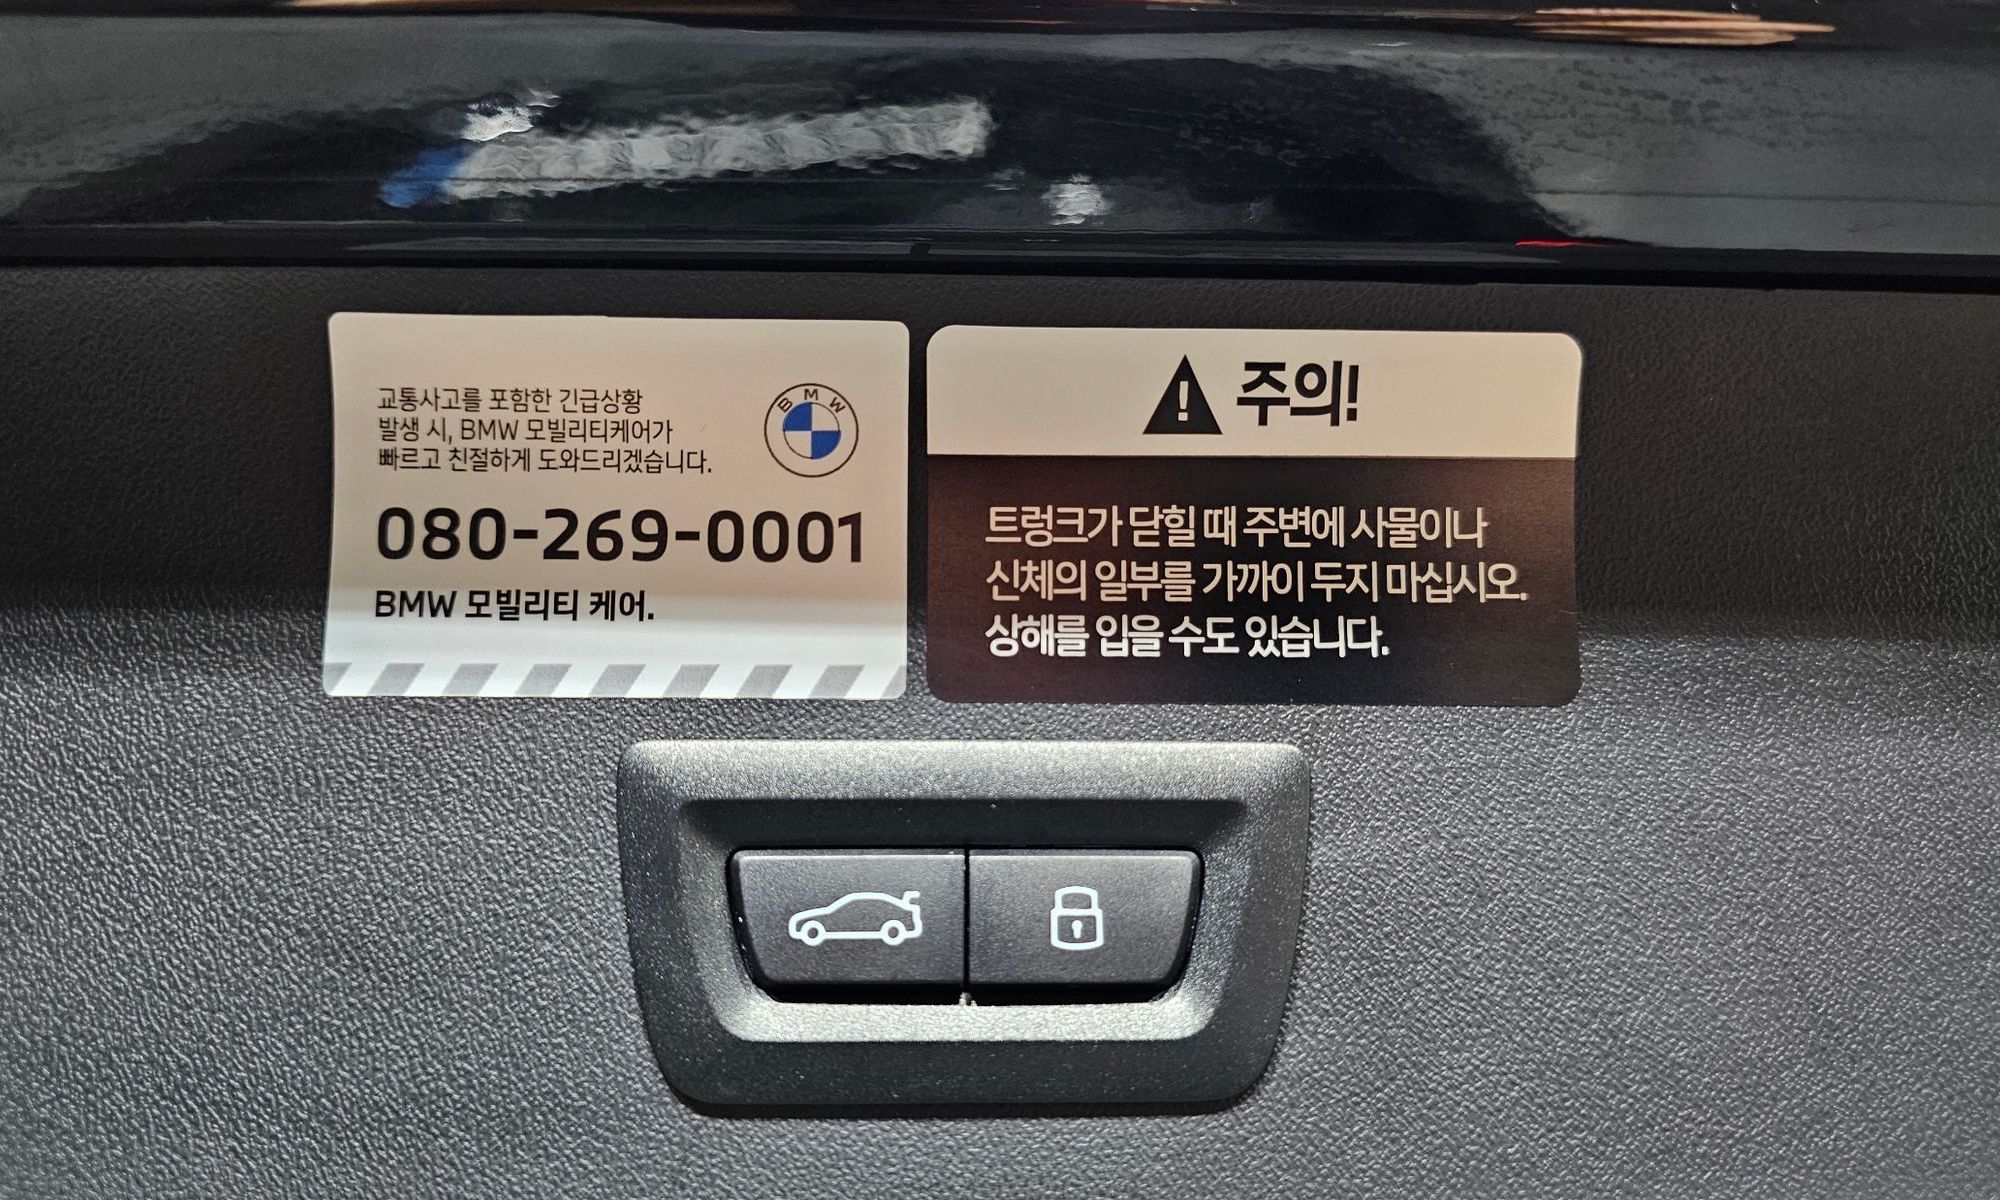 교통사고를 포함한 긴급상황
발생 시, BMW 모빌리티케어가
빠르고 친절하게 도와드리겠습니다.
BMW
080-269-0001
BMW 모빌리티 케어.
주의!
트렁크가 닫힐 때 주변에 사물이나
신체의 일부를 가까이 두지 마십시오.
상해를 입을 수도 있습니다.